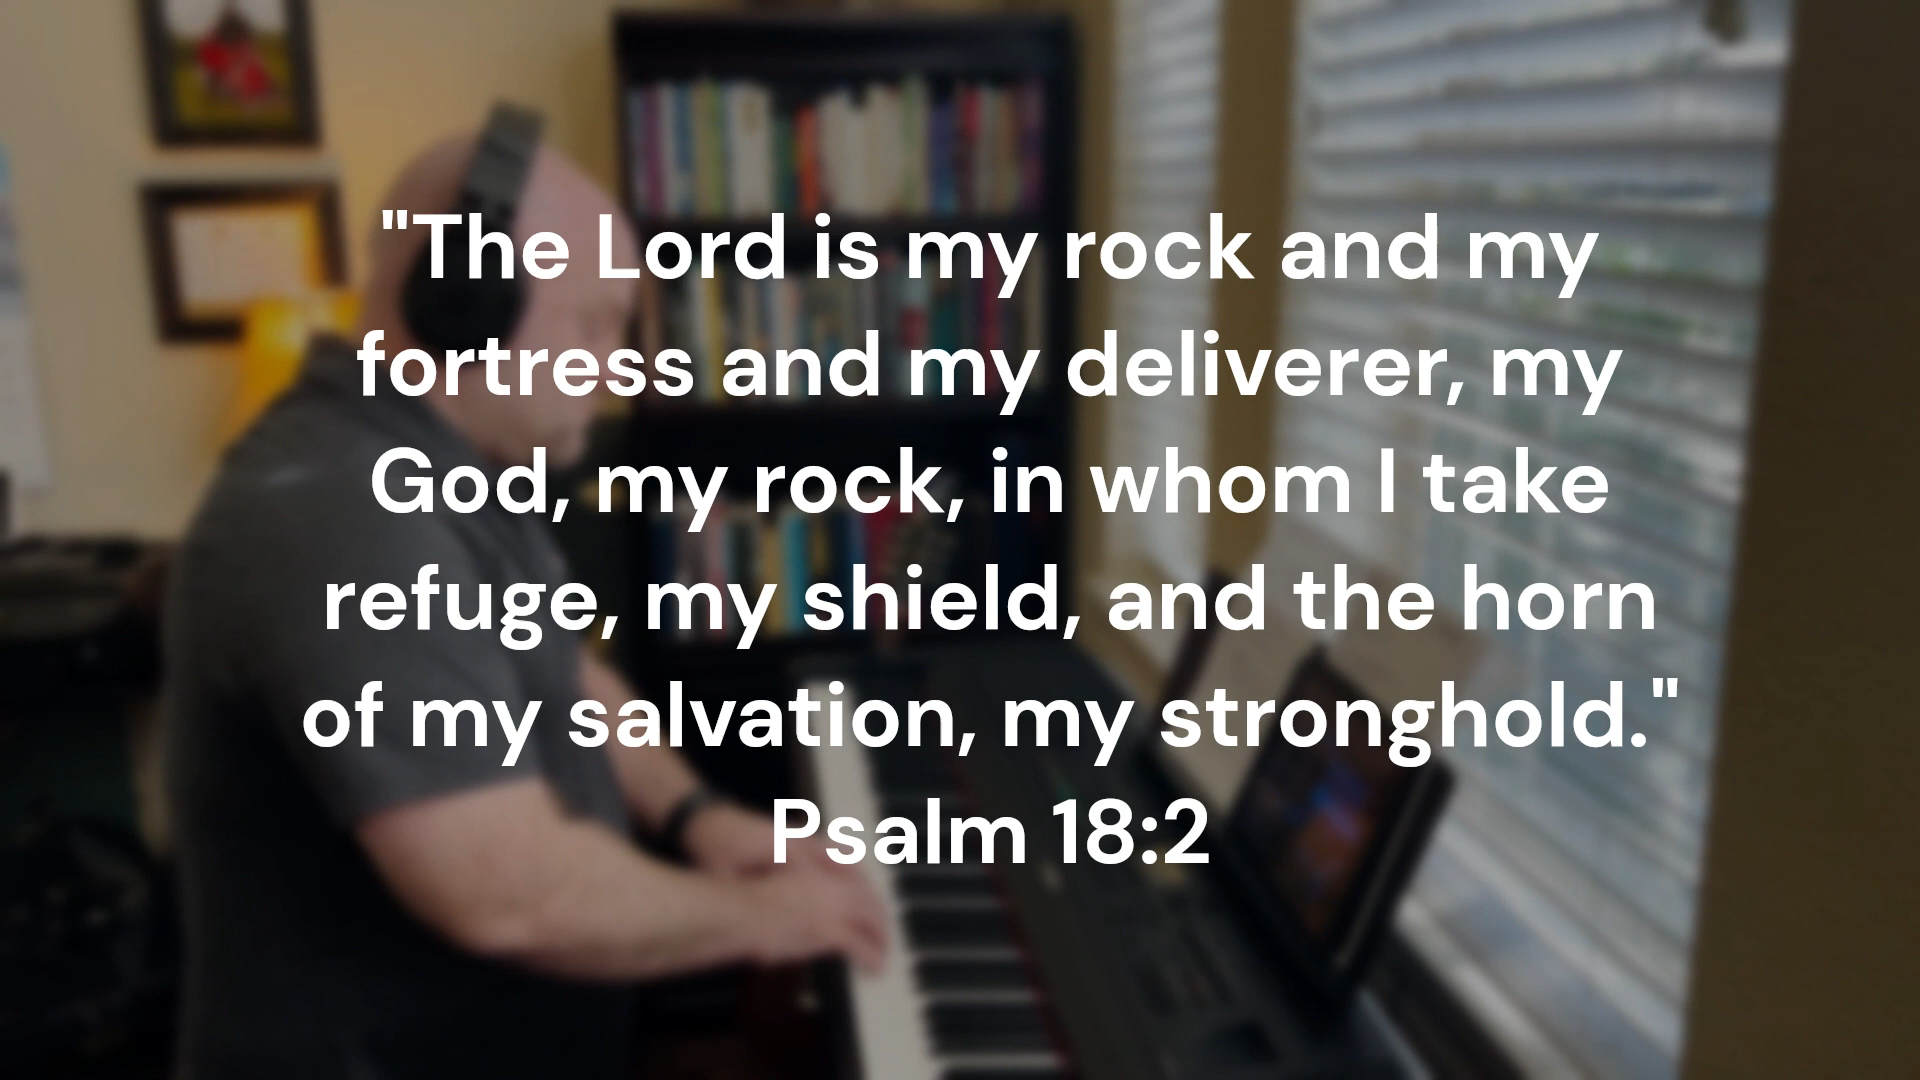 "The Lord is my rock and my
fortress and my deliverer, my
God, my rock, in whom I take
refuge, my shield, and the horn
of my salvation, my stronghold."
Psalm 18:2